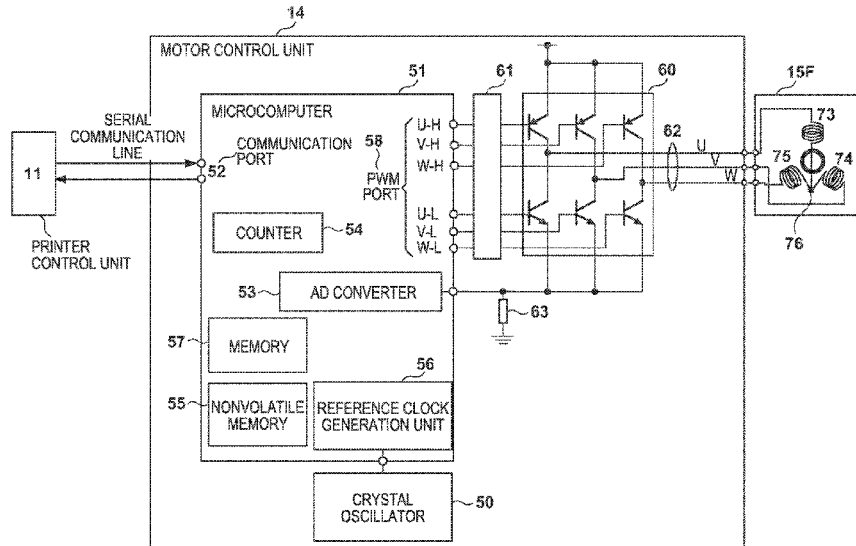 14
MOTOR CONTROL UNIT
51
61
60
15F
MICROCOMPUTER
SERIAL
COMMUNICATION
LINE
COMMUNICATION
PORT
52
11
PRINTER
CONTROL UNIT
58
PWM
PORT
U-H
V-H
W-H
U-L
V-L
W-L
62
U
V
W
73
75
74
76
COUNTER
54
53
AD CONVERTER
63
57
MEMORY
56
55
NONVOLATILE
MEMORY
REFERENCE CLOCK
GENERATION UNIT
CRYSTAL
OSCILLATOR
50